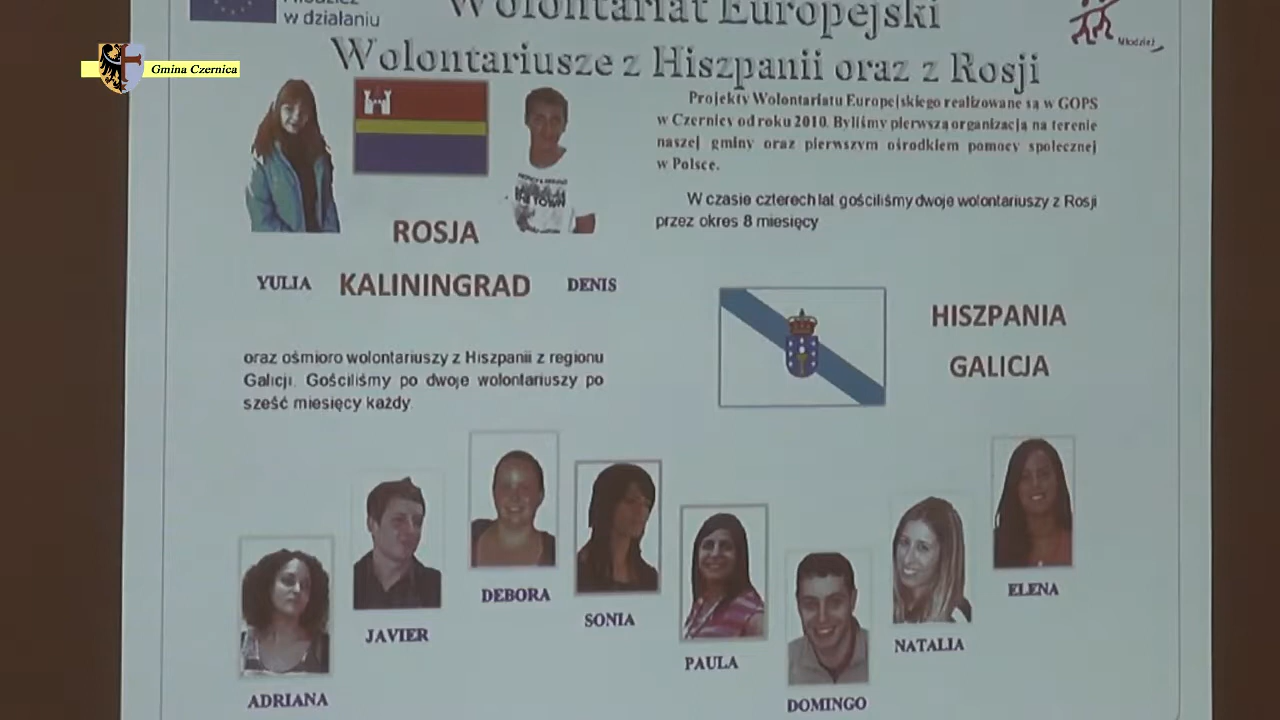 w działaniu
Wolontariat Europejski
Wolontariusze z Hiszpanii oraz z Rosji
Młodzież
Gmina Czernica
Projekty Wolontariatu Europejskiego realizowane są w GOPS
w Czernicy od roku 2010. Byliśmy pierwszą organizacją na terenie
naszej gminy oraz pierwszym ośrodkiem pomocy społecznej
w Polsce.
W czasie czterech lat gościliśmy dwoje wolontariuszy z Rosji
przez okres 8 miesięcy
ROSJA
YULIA KALININGRAD DENIS
HISZPANIA
GALICJA
oraz ośmioro wolontariuszy z Hiszpanii z regionu
Galicji. Gościliśmy po dwoje wolontariuszy po
sześć miesięcy każdy.
ADRIANA
JAVIER
DEBORA
SONIA
PAULA
DOMINGO
NATALIA
ELENA